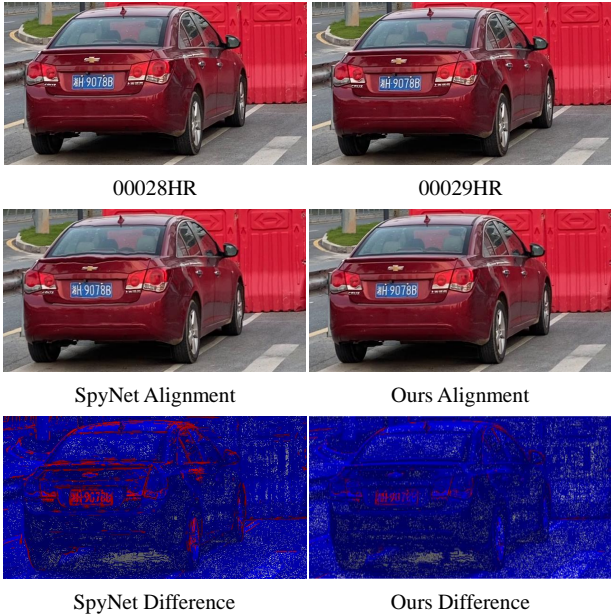 湘H 9078B
湘H 9078B
00028HR
00029HR
湘H 9078B
湘H 9078B
SpyNet Alignment
Ours Alignment
SpyNet Difference
Ours Difference